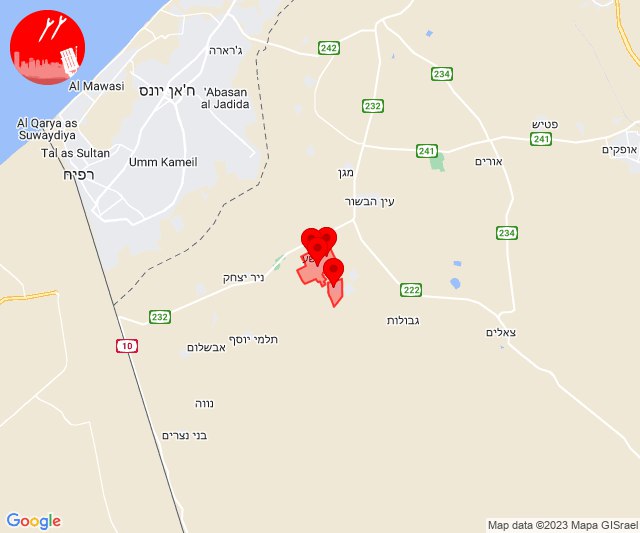 ג'רארה
242
234
Al Mawasi
ח'אן יונס
'Abasan
al Jadida
232
Al Qarya as
Suwaydiya
פטיש
241
241
אופקים
Tal as Sultan
Umm Kameil
אורים
רפיח
מגן
עין הבשור
234
ניר יצחק
222
232
גבולות
צאלים
10
תלמי יוסף
אבשלום
נווה
בני נצרים
Google
Map data ©2023 Mapa GISrael